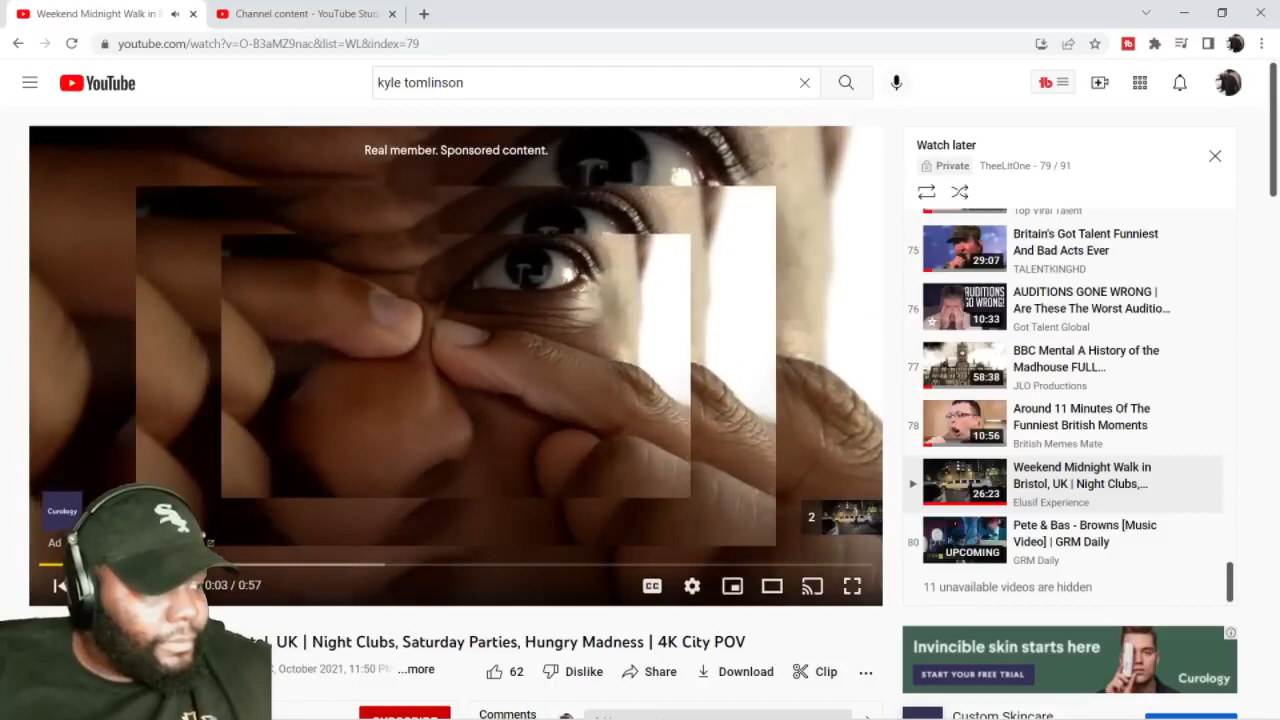 Weekend Midnight Walk in
Channel content - YouTube Stud
youtube.com/watch?v=O-B3aMZ9nac&list=WL&index=79
YouTube
kyle tomlinson
Real member. Sponsored content.
Curology
Ad
2
0:03 / 0:57
CC
tol, UK | Night Clubs, Saturday Parties, Hungry Madness | 4K City POV
October 2021, 11:50 PM
...more
62
Dislike
Share
Download
Clip
SUBSCRIBE
Comments
Watch later
Private
TheeLitOne - 79 / 91
Top Viral Talent
75
29:07
Britain's Got Talent Funniest
And Bad Acts Ever
TALENTKINGHD
76
AUDITIONS
GO WRONG!
10:33
AUDITIONS GONE WRONG |
Are These The Worst Auditio...
Got Talent Global
77
58:38
BBC Mental A History of the
Madhouse FULL...
JLO Productions
78
10:56
Around 11 Minutes Of The
Funniest British Moments
British Memes Mate
26:23
Weekend Midnight Walk in
Bristol, UK | Night Clubs,...
Elusif Experience
80
UPCOMING
Pete & Bas - Browns [Music
Video] | GRM Daily
GRM Daily
11 unavailable videos are hidden
Invincible skin starts here
START YOUR FREE TRIAL
Curology
Custom Skincare